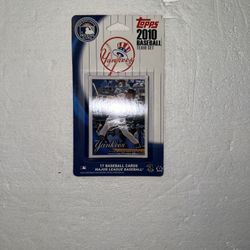 Topps
2010
BASEBALL
TEAM SET
Yankees
Yankees
17 BASEBALL CARDS
MAJOR LEAGUE BASEBALL